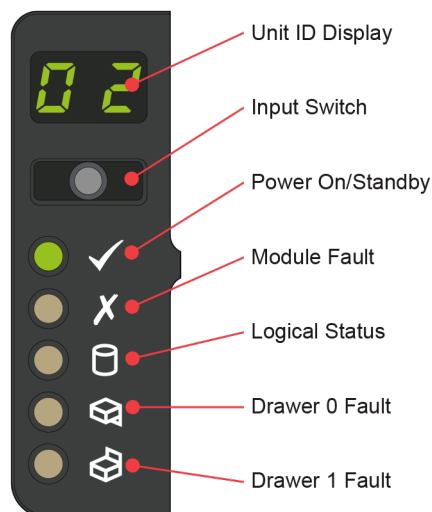 Unit ID Display
02
Input Switch
Power On/Standby
Module Fault
Logical Status
Drawer 0 Fault
Drawer 1 Fault